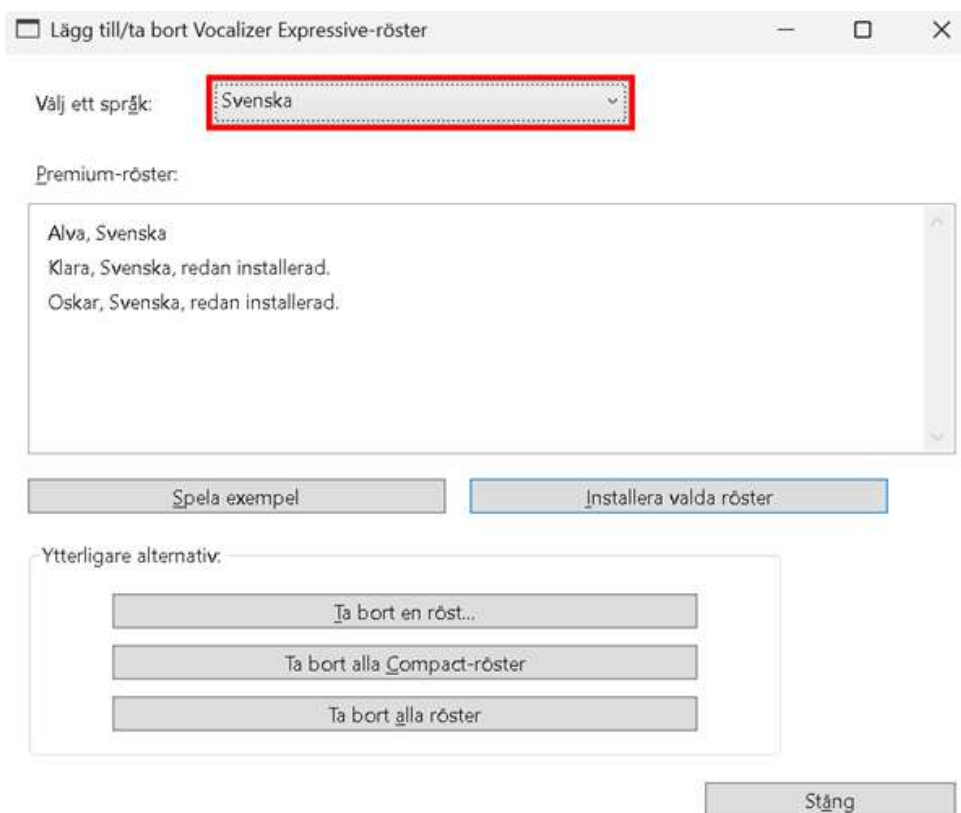 Lägg till/ta bort Vocalizer Expressive-röster
Välj ett språk:
Svenska
Premium-röster:
Alva, Svenska
Klara, Svenska, redan installerad.
Oskar, Svenska, redan installerad.
Spela exempel
Installera valda röster
Ytterligare alternativ:
Ta bort en röst...
Ta bort alla Compact-röster
Ta bort alla röster
Stäng